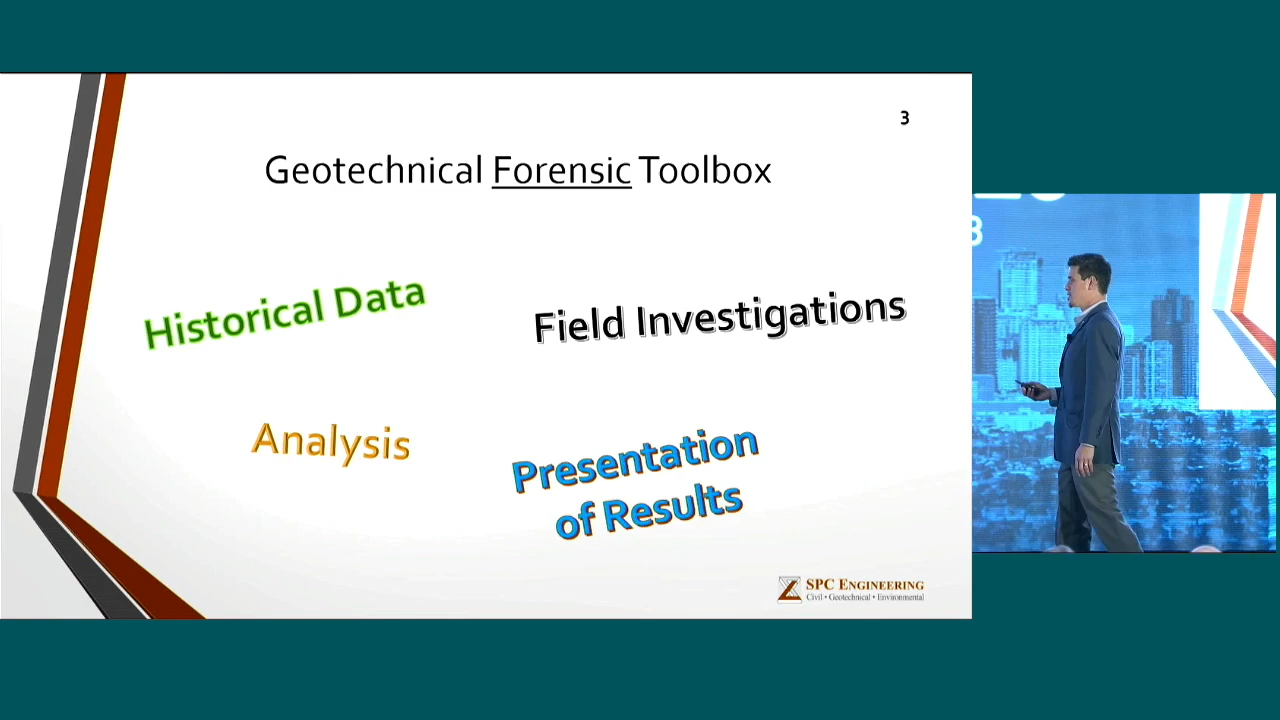 3
Geotechnical Forensic Toolbox
Historical Data
Field Investigations
Analysis
Presentation
of Results
SPC ENGINEERING
Civil • Geotechnical • Environmental